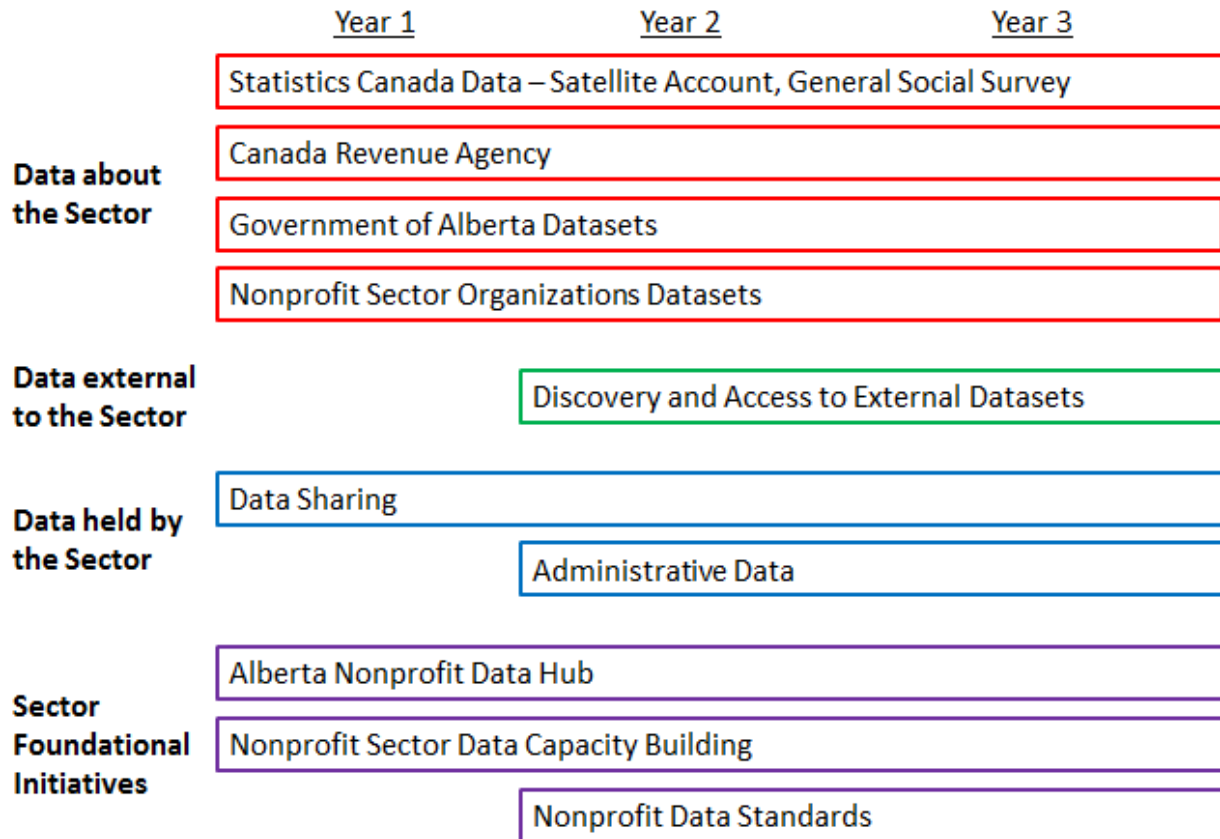 Year 1 Year 2 Year 3
Statistics Canada Data – Satellite Account, General Social Survey
Canada Revenue Agency
Data about
the Sector
Government of Alberta Datasets
Nonprofit Sector Organizations Datasets
Data external
to the Sector
Discovery and Access to External Datasets
Data Sharing
Data held by
the Sector
Administrative Data
Alberta Nonprofit Data Hub
Sector
Foundational
Initiatives
Nonprofit Sector Data Capacity Building
Nonprofit Data Standards